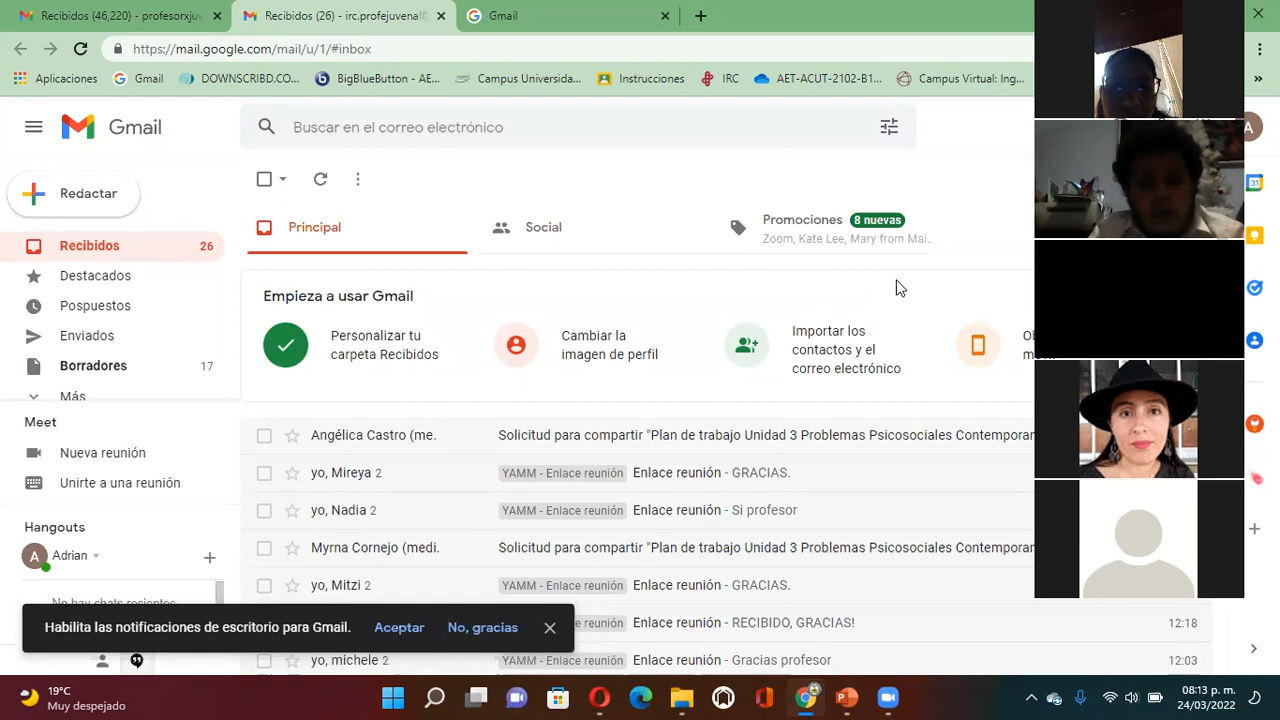 Recibidos (46,220) - profesorxju
Recibidos (26) - irc.profejuvenal@
Gmail
https://mail.google.com/mail/u/1/#inbox
Aplicaciones
Gmail
DOWNSCRIBD.CO...
BigBlueButton - AE...
Campus Universida...
Instrucciones
IRC
AET-ACUT-2102-B1...
Campus Virtual: Ing...
»
Gmail
Buscar en el correo electrónico
A
31
Redactar
Principal
Social
Promociones 8 nuevas
Zoom, Kate Lee, Mary from Mai...
Recibidos 26
Destacados
Pospuestos
Enviados
Borradores 17
Más
Empieza a usar Gmail
Personalizar tu
carpeta Recibidos
Cambiar la
imagen de perfil
Importar los
contactos y el
correo electrónico
Meet
Nueva reunión
Unirte a una reunión
Hangouts
A Adrian
No hay chats recientes
Angélica Castro (me. Solicitud para compartir "Plan de trabajo Unidad 3 Problemas Psicosociales
yo, Mireya 2 YAMM - Enlace reunión Enlace reunión - GRACIAS.
yo, Nadia 2 YAMM - Enlace reunión Enlace reunión - Si profesor
Myrna Cornejo (medi. Solicitud para compartir "Plan de trabajo Unidad 3 Problemas Psicosociales
yo, Mitzi 2 YAMM - Enlace reunión Enlace reunión - GRACIAS.
reunión Enlace reunión - RECIBIDO, GRACIAS! 12:18
yo, michele 2 YAMM - Enlace reunión Enlace reunión - Gracias profesor 12:03
Habilita las notificaciones de escritorio para Gmail. Aceptar No, gracias
19°C
Muy despejado
08:13 p. m.
24/03/2022